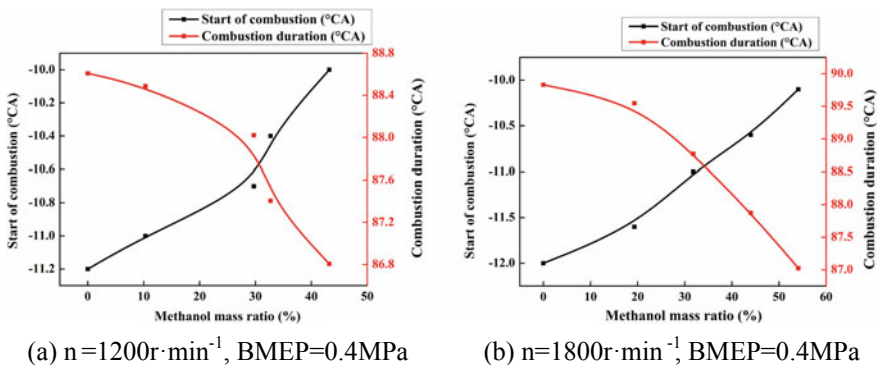 Start of combustion (°CA)
Combustion duration (°CA)
Start of combustion (°CA)
-10.0
-10.2
-10.4
-10.6
-10.8
-11.0
-11.2
88.8
88.4
88.0
87.6
87.2
86.8
Combustion duration (°CA)
0 10 20 30 40 50
Methanol mass ratio (%)
(a) n=1200r·min-1, BMEP=0.4MPa
Start of combustion (°CA)
Combustion duration (°CA)
Start of combustion (°CA)
-10.0
-10.5
-11.0
-11.5
-12.0
90.0
89.5
89.0
88.5
88.0
87.5
87.0
Combustion duration (°CA)
0 10 20 30 40 50 60
Methanol mass ratio (%)
(b) n=1800r·min -1, BMEP=0.4MPa